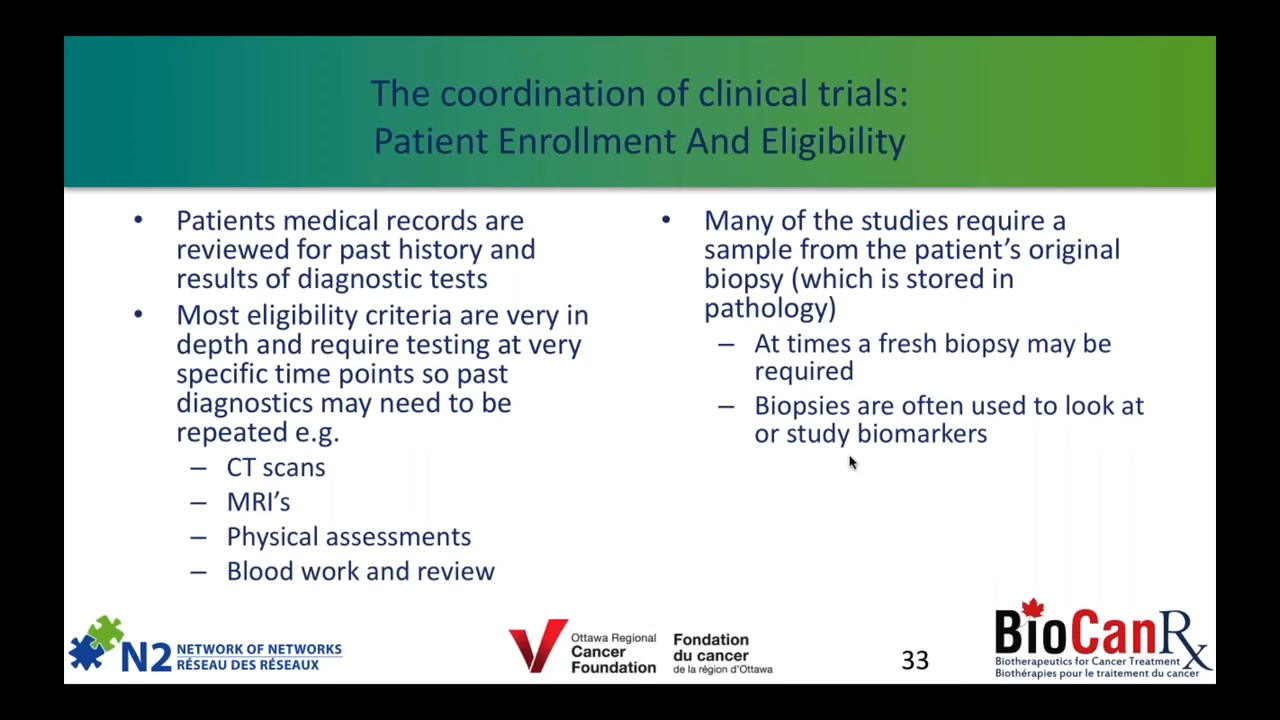 The coordination of clinical trials:
Patient Enrollment And Eligibility
• Patients medical records are
reviewed for past history and
results of diagnostic tests
• Most eligibility criteria are very in
depth and require testing at very
specific time points so past
diagnostics may need to be
repeated e.g.
– CT scans
– MRI’s
– Physical assessments
– Blood work and review
• Many of the studies require a
sample from the patient’s original
biopsy (which is stored in
pathology)
– At times a fresh biopsy may be
required
– Biopsies are often used to look at
or study biomarkers
N2 NETWORK OF NETWORKS
RÉSEAU DES RÉSEAUX
Ottawa Regional
Cancer
Foundation
Fondation
du cancer
de la région d’Ottawa
33
BioCanRx
Biotherapeutics for Cancer Treatment
Biothérapies pour le traitement du cancer